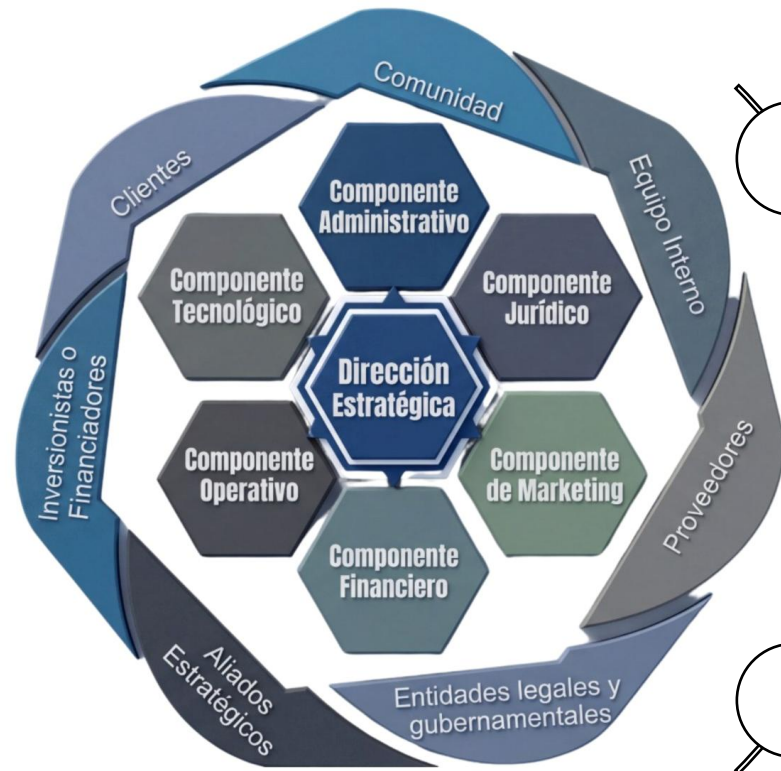 Comunidad
Equipo Interno
Proveedores
Entidades legales y
gubernamentales
Aliados
Estratégicos
Inversionistas o
Financiadores
Clientes
Componente
Administrativo
Componente
Jurídico
Componente
de Marketing
Componente
Financiero
Componente
Operativo
Componente
Tecnológico
Dirección
Estratégica